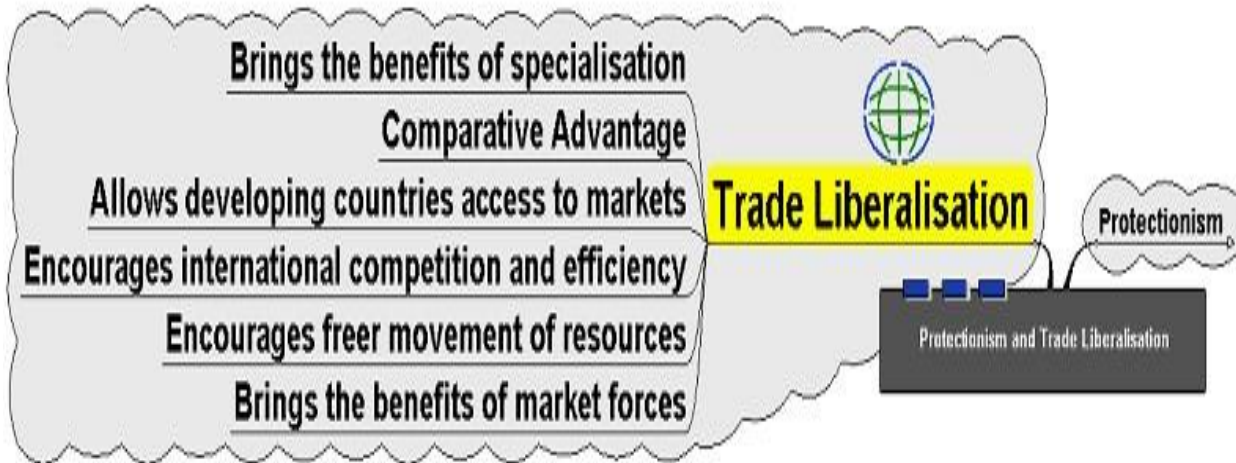 Brings the benefits of specialisation
Comparative Advantage
Allows developing countries access to markets
Encourages international competition and efficiency
Encourages freer movement of resources
Brings the benefits of market forces
Trade Liberalisation
Protectionism
Protectionism and Trade Liberalisation